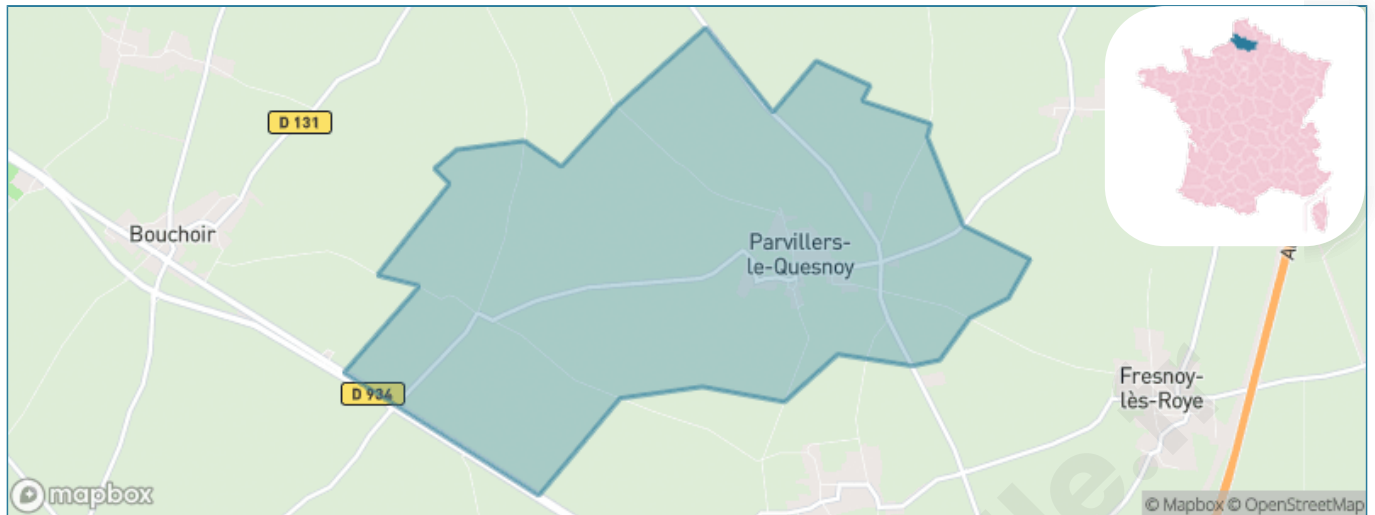 D 131
Bouchoir
Parvillers-
le-Quesnoy
D 934
Fresnoy-
lès-Roye
mapbox
© Mapbox © OpenStreetMap